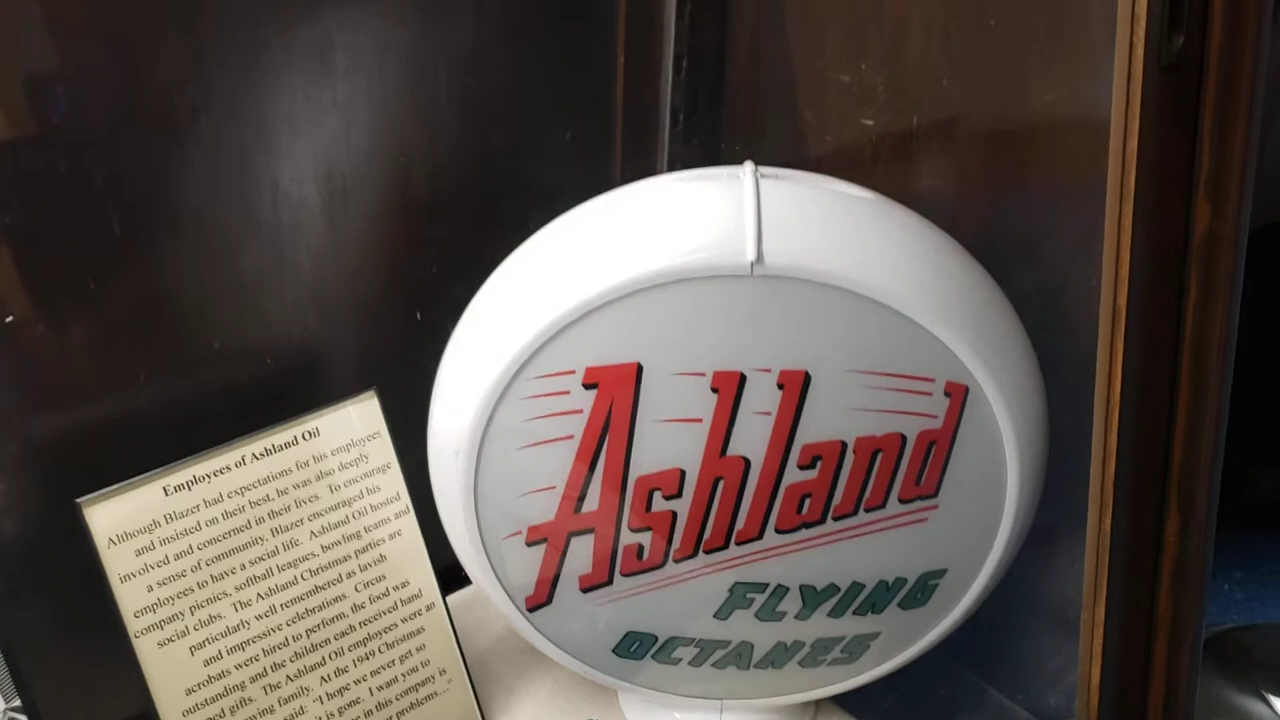 Employees of Ashland Oil
Although Blazer had expectations for his employees
and insisted on their best, he was also deeply
involved and concerned in their lives. To encourage
a sense of community, Blazer encouraged his
employees to have a social life. Ashland Oil hosted
company picnics, softball leagues, bowling teams and
social clubs. The Ashland Christmas parties are
particularly well remembered as lavish
and impressive celebrations. Circus
acrobats were hired to perform, the food was
outstanding and the children each received hand
gifts. The Ashland Oil employees were an
family. At the 1949 Christmas
said: "I hope we never get so
it is gone. I want you to
in this company is
problems..."
Ashland
FLYING
OCTANES